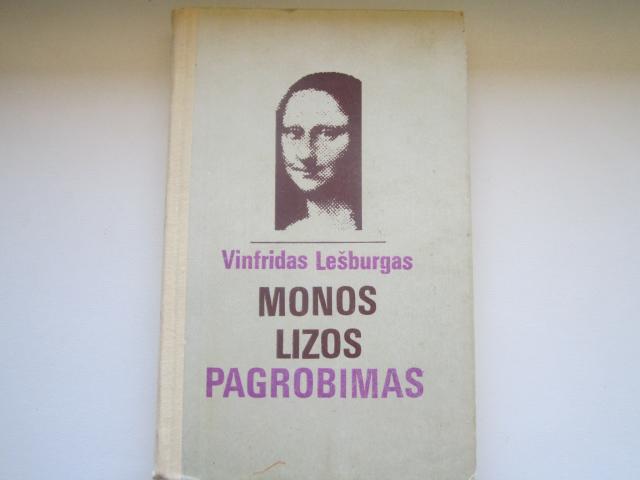 Vinfridas Lešburgas
MONOS
LIZOS
PAGROBIMAS